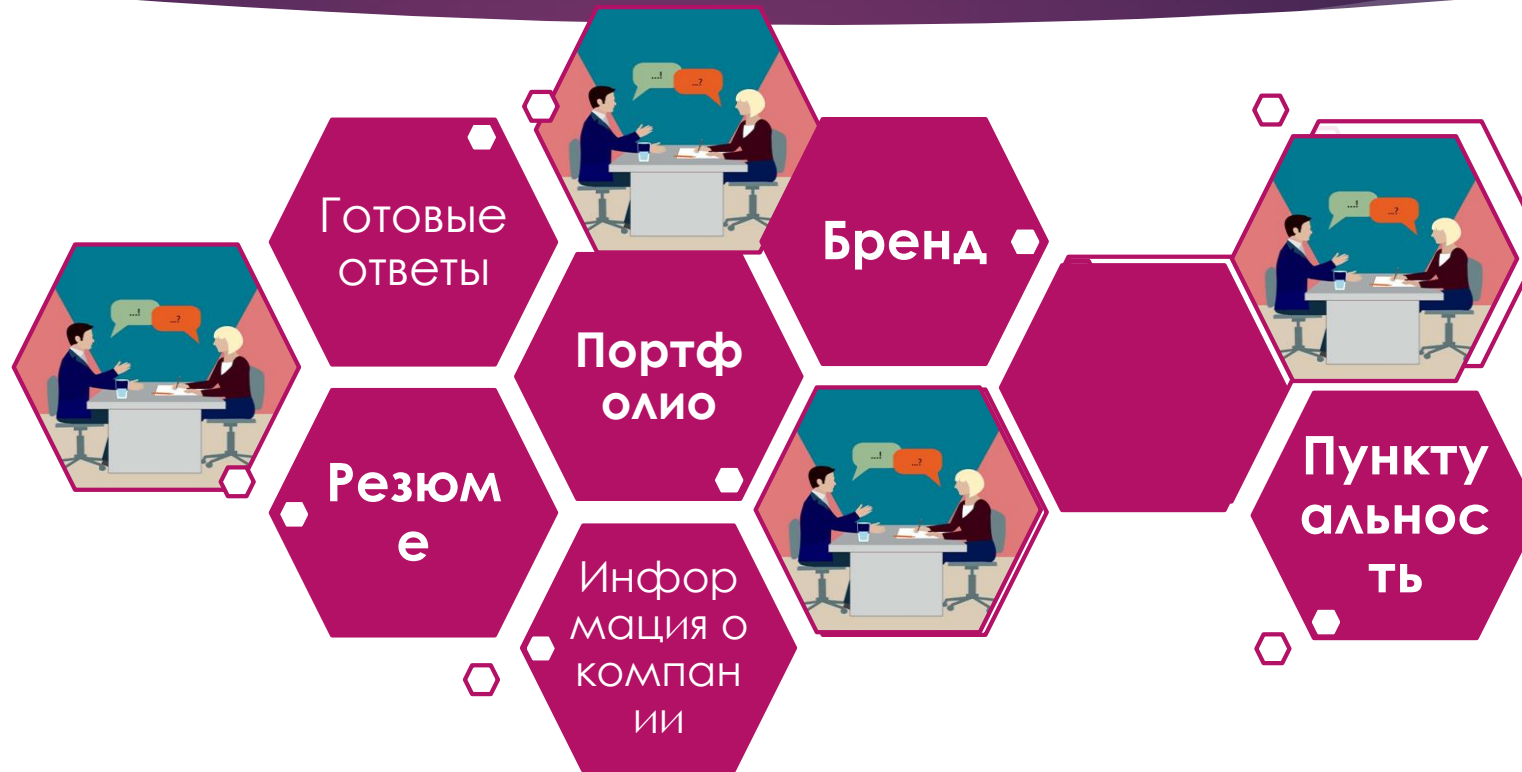 Готовые
ответы
Бренд
Портф
олио
Резюм
е
Инфор
мация о
компан
ии
Пункту
альнос
ть
...!
...?
...!
...?
...!
...?
...!
...?